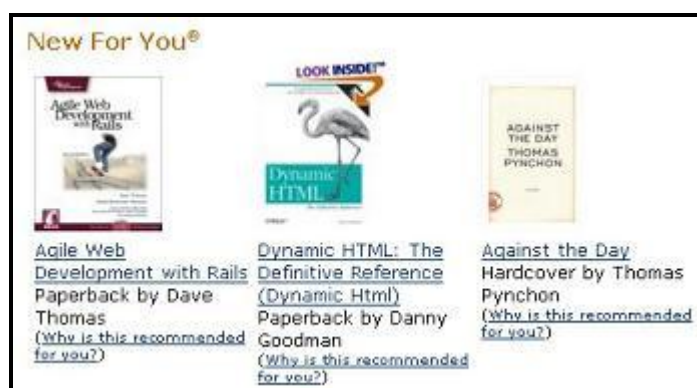 New For You®
Agile Web
Development
with Rails
LOOK INSIDE!™
Dynamic
HTML
AGAINST
THE DAY
THOMAS
PYNCHON
Agile Web
Development with Rails
Paperback by Dave
Thomas
(Why is this recommended
for you?)
Dynamic HTML: The
Definitive Reference
(Dynamic Html)
Paperback by Danny
Goodman
(Why is this recommended
for you?)
Against the Day
Hardcover by Thomas
Pynchon
(Why is this recommended
for you?)